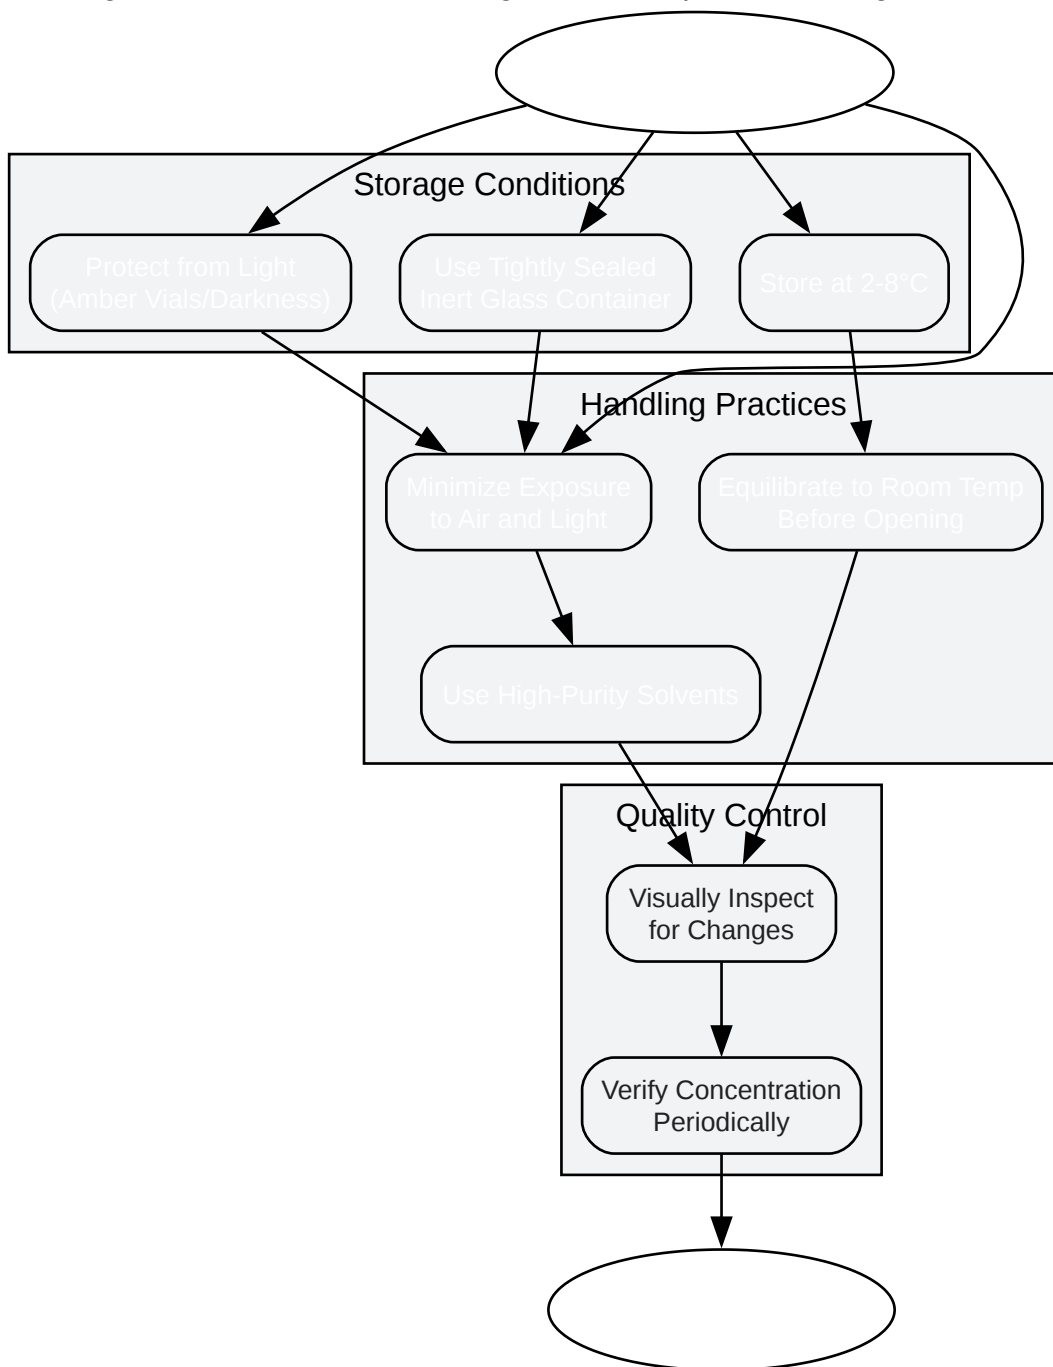 Storage Conditions
Protect from Light
(Amber Vials/Darkness)
Use Tightly Sealed
Inert Glass Container
Store at 2-8°C
Handling Practices
Minimize Exposure
to Air and Light
Equilibrate to Room Temp
Before Opening
Use High-Purity Solvents
Quality Control
Visually Inspect
for Changes
Verify Concentration
Periodically